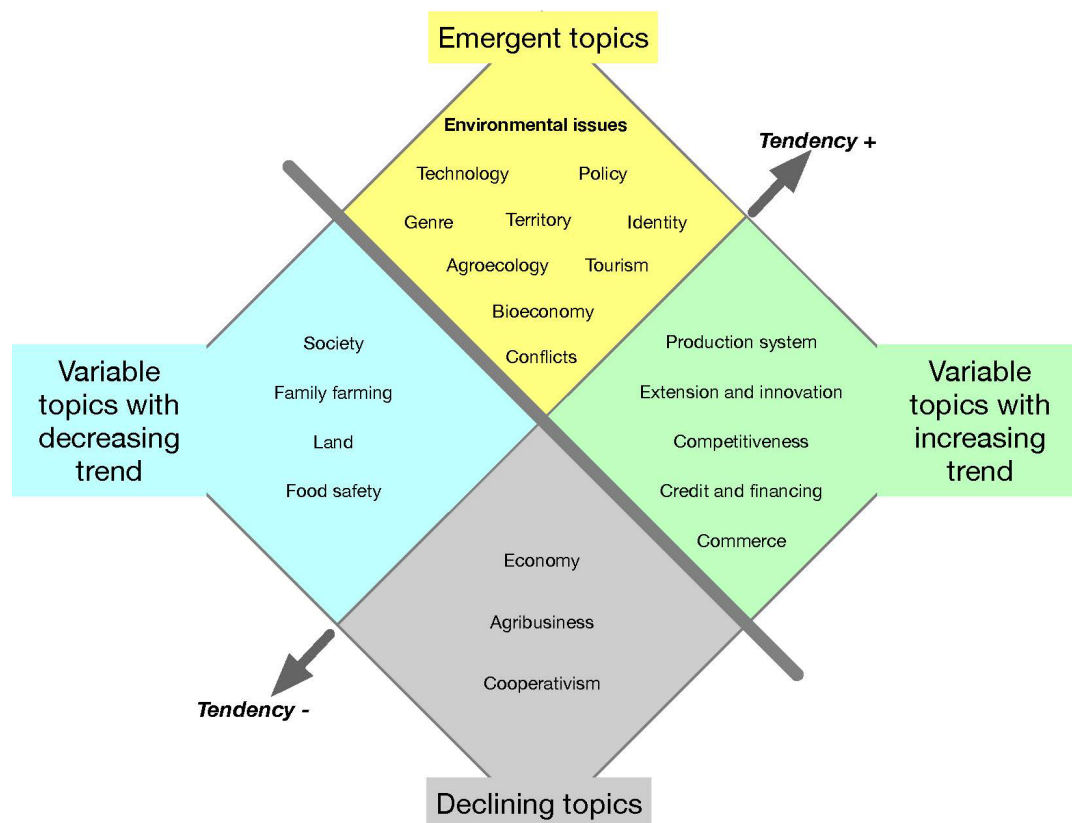 Emergent topics
Environmental issues
Tendency +
Technology
Policy
Genre
Territory
Identity
Agroecology
Tourism
Bioeconomy
Conflicts
Variable
topics with
decreasing
trend
Society
Family farming
Land
Food safety
Production system
Extension and innovation
Competitiveness
Credit and financing
Commerce
Variable
topics with
increasing
trend
Economy
Agribusiness
Cooperativism
Tendency -
Declining topics